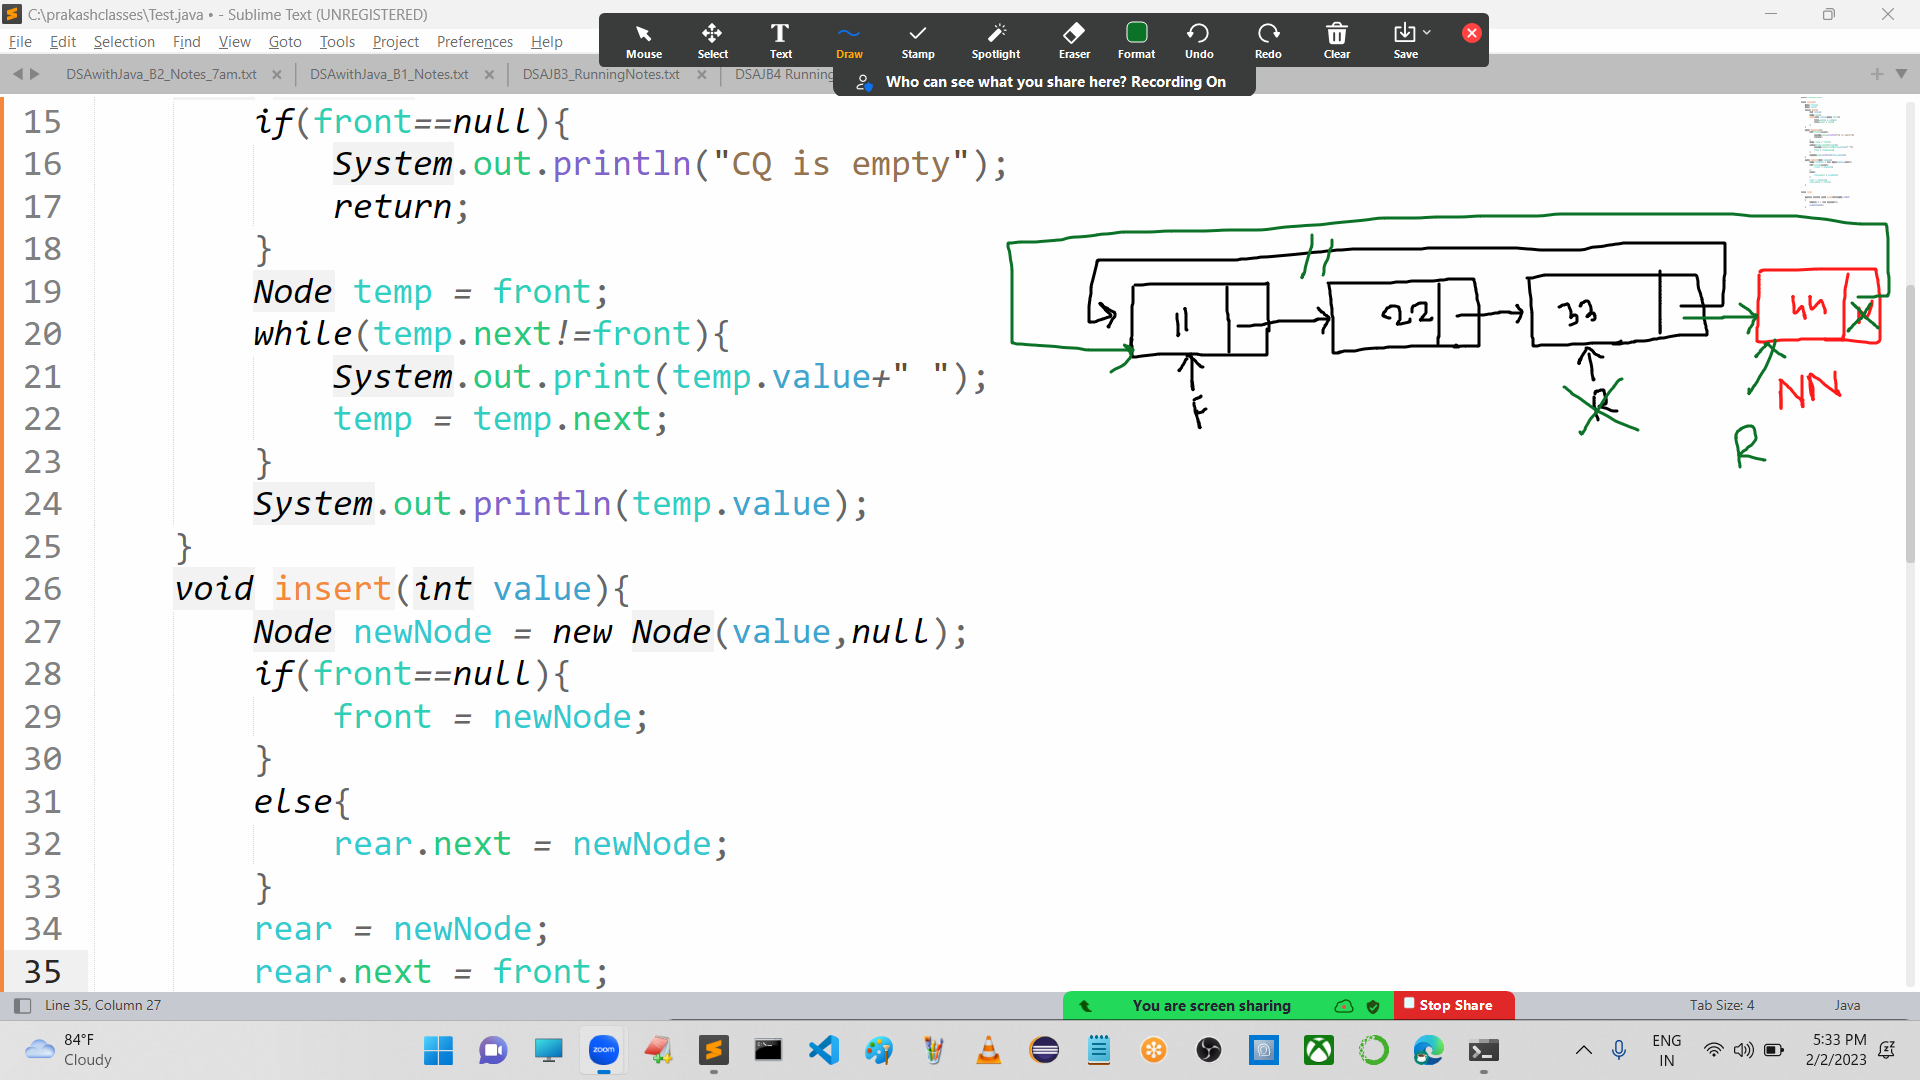 C:\prakashclasses\Test.java • - Sublime Text (UNREGISTERED)
File Edit Selection Find View Goto Tools Project Preferences Help
Mouse Select Text Draw Stamp Spotlight Eraser Format Undo Redo Clear Save
DSAwithJava_B2_Notes_7am.txt DSAwithJava_B1_Notes.txt DSAJB3_RunningNotes.txt DSAJB4 Running
Who can see what you share here? Recording On
15 if(front==null){
16 System.out.println("CQ is empty");
17 return;
18 }
19 Node temp = front;
20 while(temp.next!=front){
21 System.out.print(temp.value+" ");
22 temp = temp.next;
23 }
24 System.out.println(temp.value);
25 }
26 void insert(int value){
27 Node newNode = new Node(value,null);
28 if(front==null){
29 front = newNode;
30 }
31 else{
32 rear.next = newNode;
33 }
34 rear = newNode;
35 rear.next = front;
11 22 33 44
F R NN
R
Line 35, Column 27
You are screen sharing Stop Share
Tab Size: 4 Java
84°F
Cloudy
zoom
ENG
IN
5:33 PM
2/2/2023